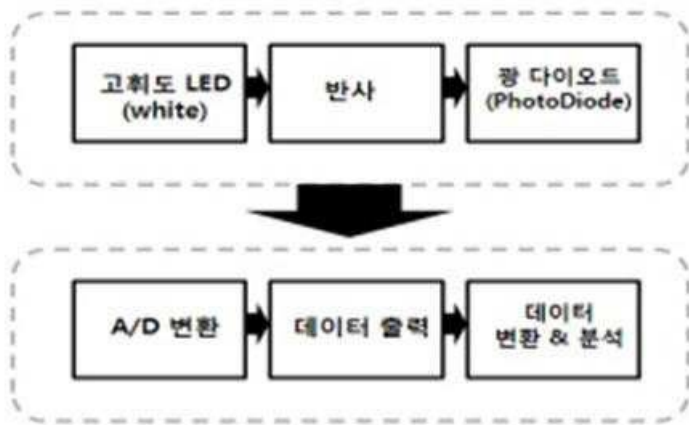 고휘도 LED
(white)
반사
광 다이오드
(PhotoDiode)
A/D 변환
데이터 출력
데이터
변환 & 분석